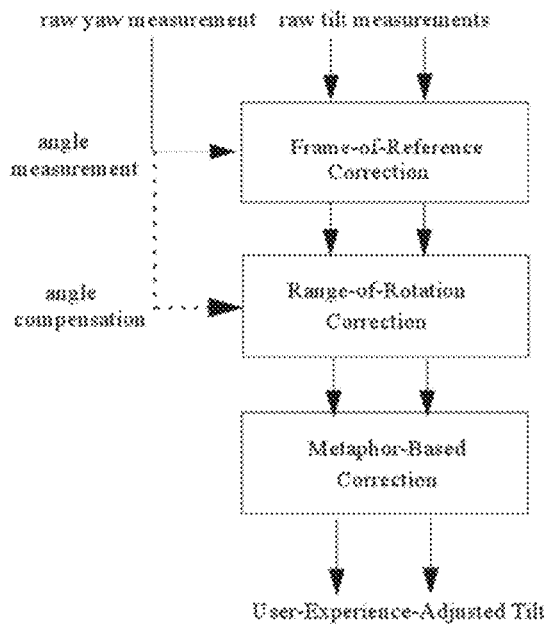 raw yaw measurement
raw tilt measurements
angle
measurement
Frame-of-Reference
Correction
angle
compensation
Range-of-Rotation
Correction
Metaphor-Based
Correction
User-Experience-Adjusted Tilt